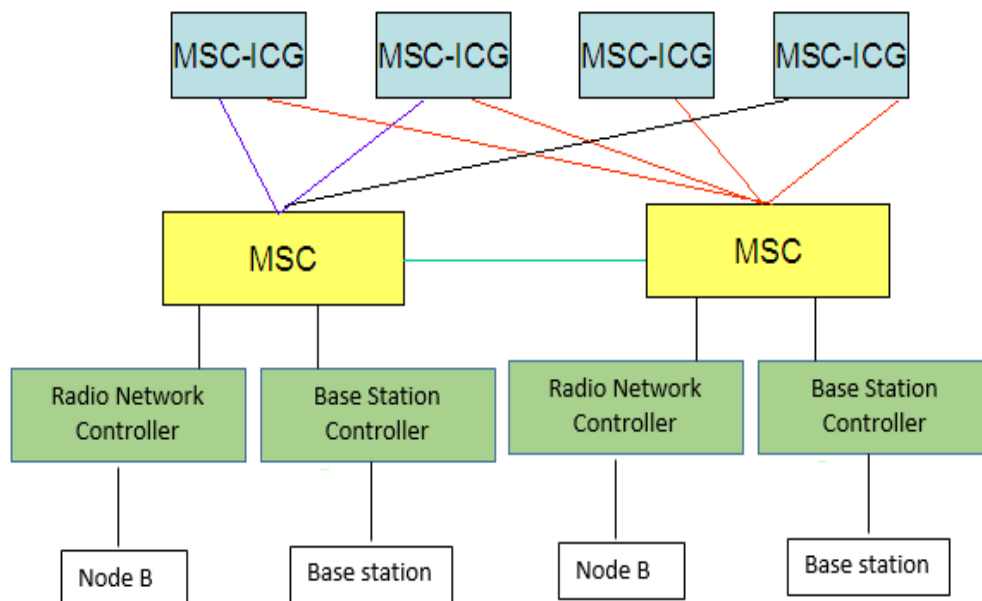 MSC-ICG
MSC-ICG
MSC-ICG
MSC-ICG
MSC
MSC
Radio Network
Controller
Base Station
Controller
Radio Network
Controller
Base Station
Controller
Node B
Base station
Node B
Base station